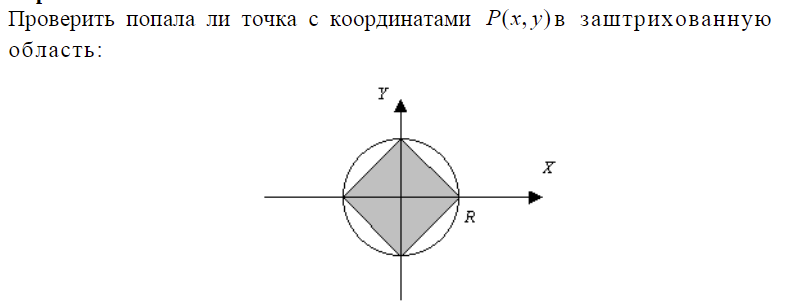 Проверить попала ли точка с координатами P(x, y) в заштрихованную
область:
Y
X
R